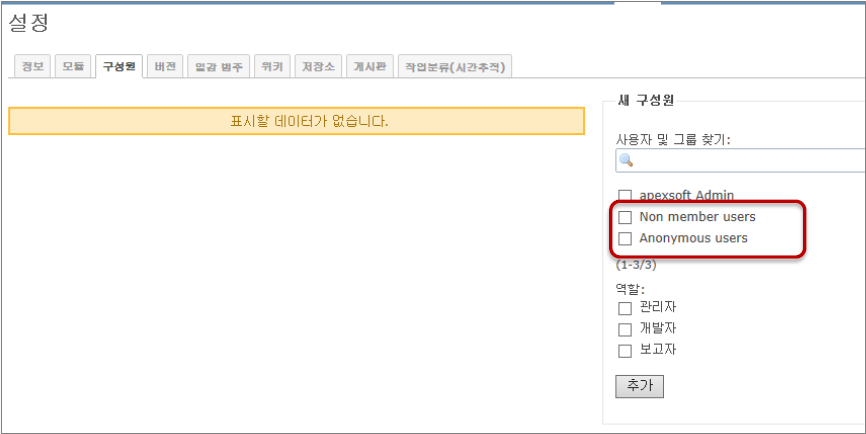 설정
정보 모듈 구성원 버전 일감 범주 위키 저장소 게시판 작업분류(시간추적)
표시할 데이터가 없습니다.
새 구성원
사용자 및 그룹 찾기:
apexsoft Admin
Non member users
Anonymous users
(1-3/3)
역할:
관리자
개발자
보고자
추가